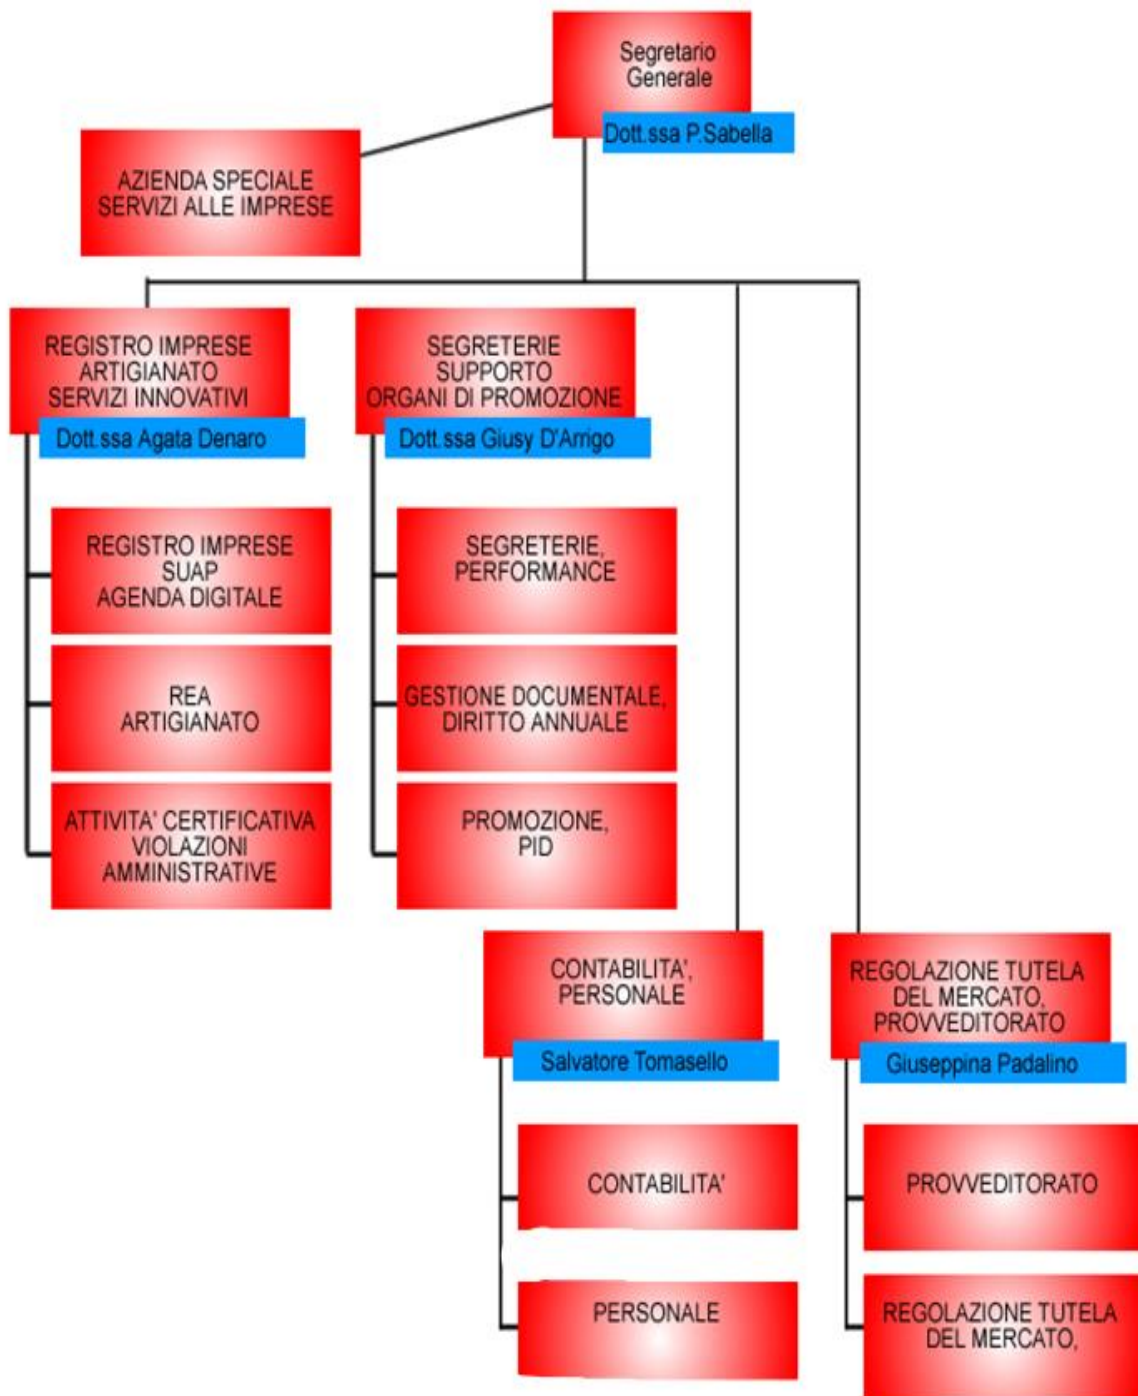 Segretario
Generale
Dott.ssa P.Sabella
AZIENDA SPECIALE
SERVIZI ALLE IMPRESE
REGISTRO IMPRESE
ARTIGIANATO
SERVIZI INNOVATIVI
Dott.ssa Agata Denaro
SEGRETERIE
SUPPORTO
ORGANI DI PROMOZIONE
Dott.ssa Giusy D'Arrigo
REGISTRO IMPRESE
SUAP
AGENDA DIGITALE
REA
ARTIGIANATO
ATTIVITA' CERTIFICATIVA
VIOLAZIONI
AMMINISTRATIVE
SEGRETERIE,
PERFORMANCE
GESTIONE DOCUMENTALE,
DIRITTO ANNUALE
PROMOZIONE,
PID
CONTABILITA',
PERSONALE
Salvatore Tomasello
CONTABILITA'
PERSONALE
REGOLAZIONE TUTELA
DEL MERCATO,
PROVVEDITORATO
Giuseppina Padalino
PROVVEDITORATO
REGOLAZIONE TUTELA
DEL MERCATO,